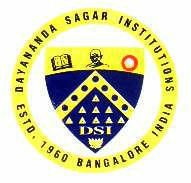 DAYANANDA SAGAR INSTITUTIONS
ESTD. 1960 BANGALORE INDIA
DSI